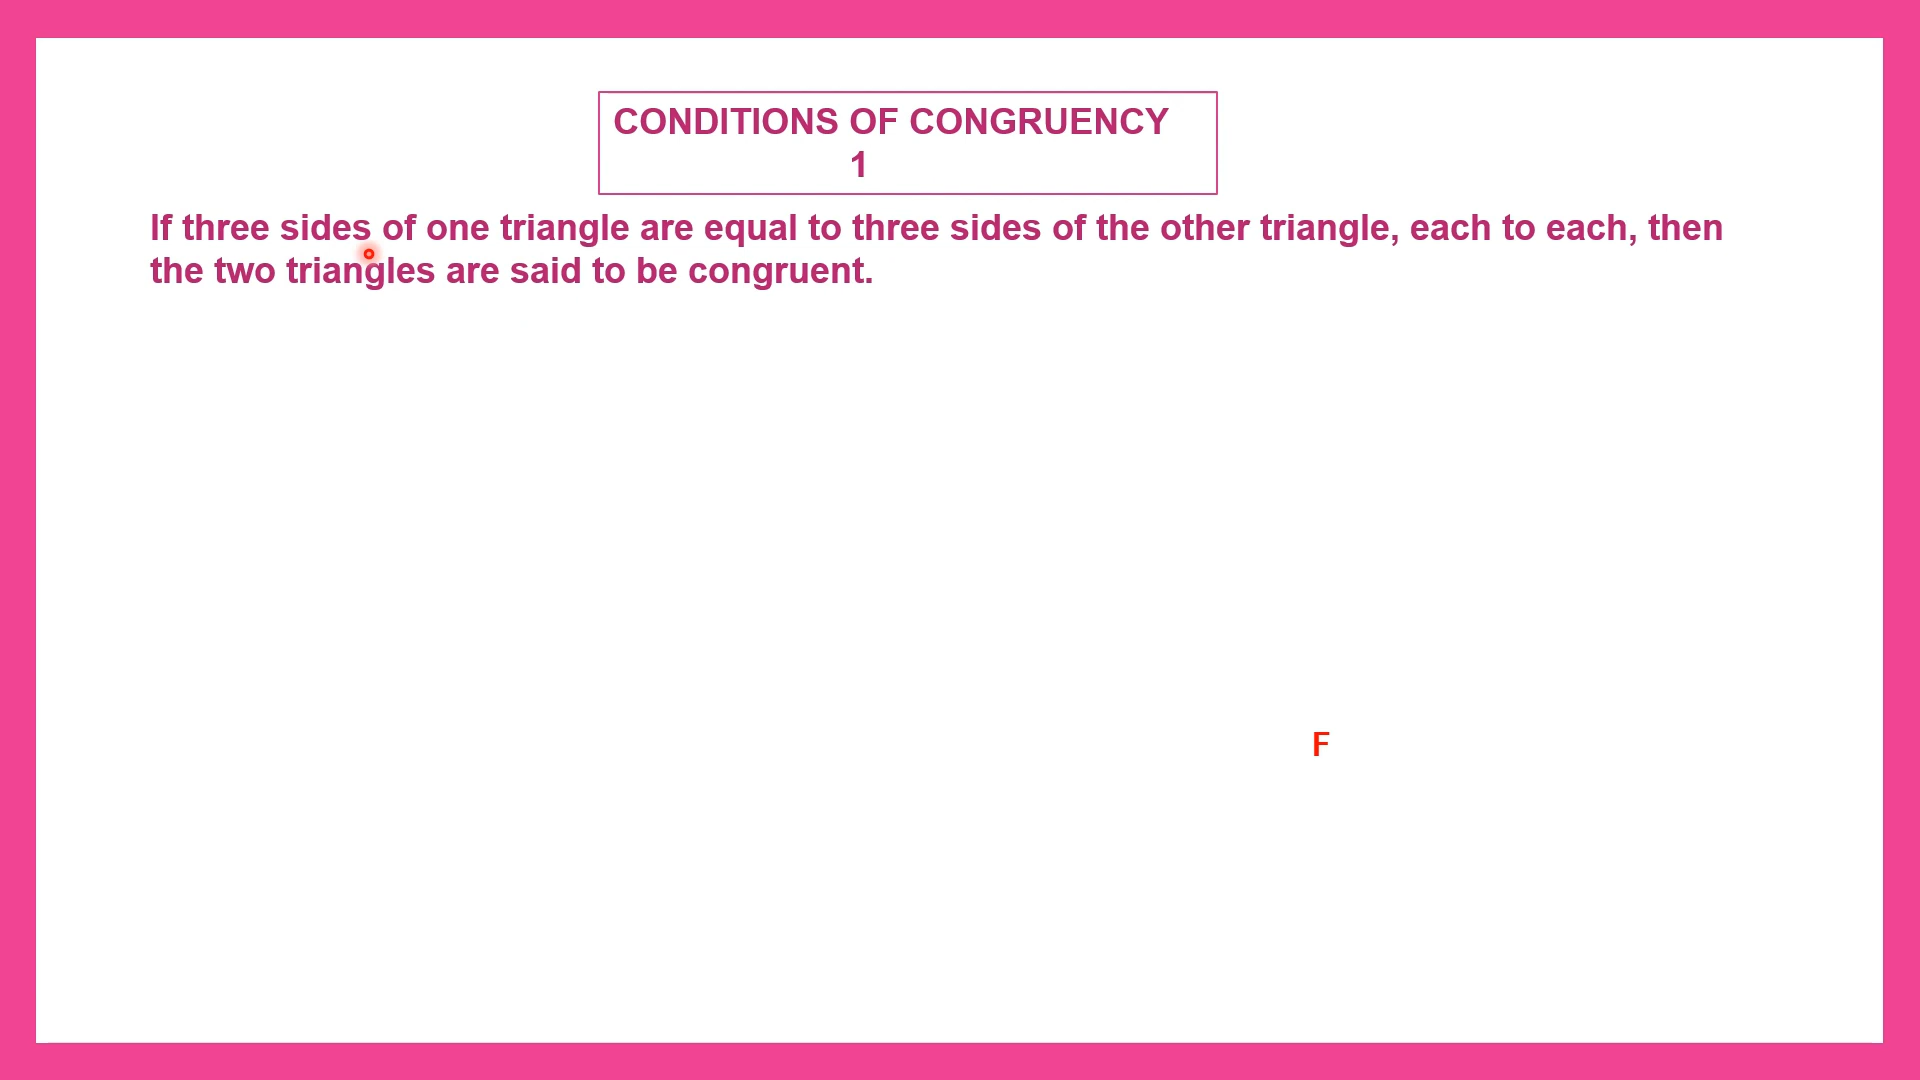 CONDITIONS OF CONGRUENCY
1
If three sides of one triangle are equal to three sides of the other triangle, each to each, then
the two triangles are said to be congruent.
F